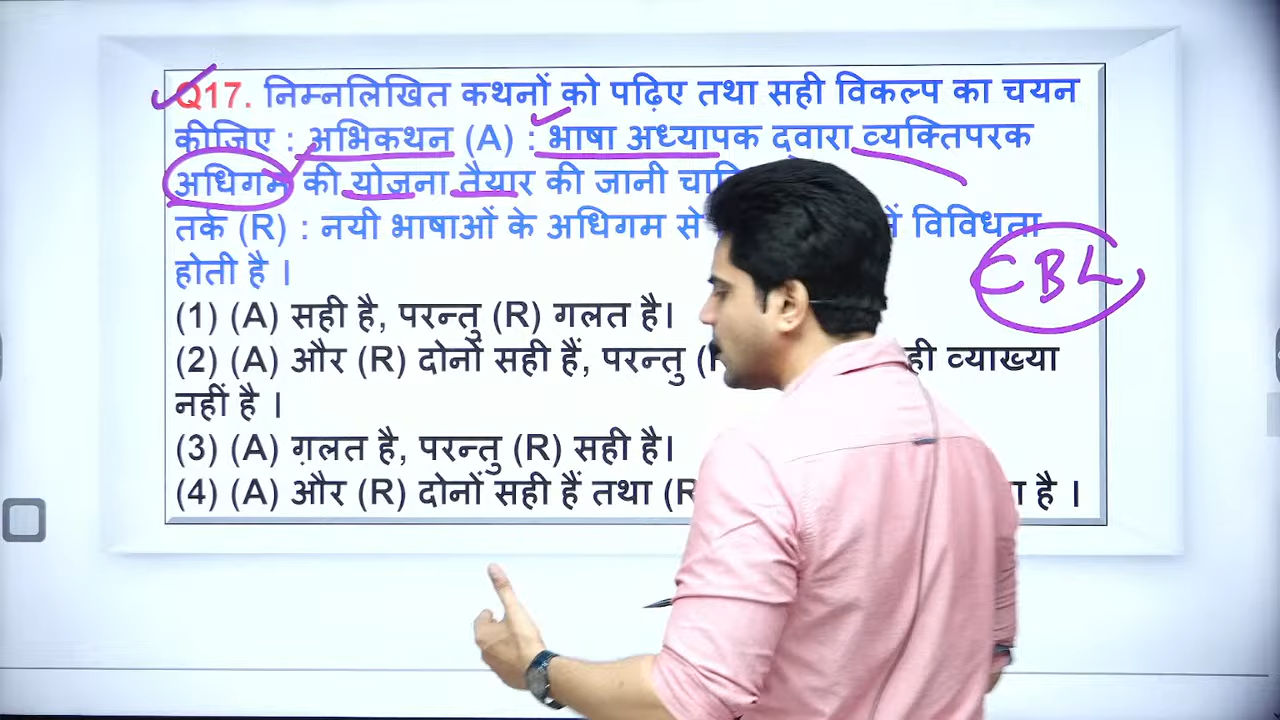 Q17. निम्नलिखित कथनों को पढ़िए तथा सही विकल्प का चयन
कीजिए : अभिकथन (A) : भाषा अध्यापक द्वारा व्यक्तिपरक
अधिगम की योजना तैयार की जानी
तर्क (R) : नयी भाषाओं के अधिगम से में विविधता
होती है ।
CBL
(1) (A) सही है, परन्तु (R) गलत है।
(2) (A) और (R) दोनों सही हैं, परन्तु व्याख्या
नहीं है ।
(3) (A) ग़लत है, परन्तु (R) सही है।
(4) (A) और (R) दोनों सही हैं तथा (R है ।